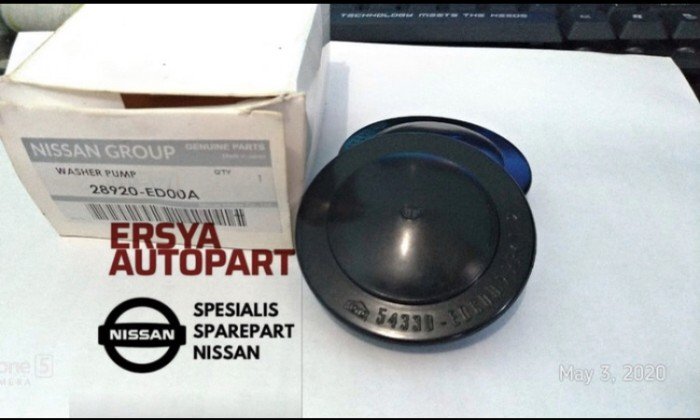 TECHNOLOGY MEETS THE NEEDS
NISSAN GROUP GENUINE PARTS
WASHER PUMP QTY
28920-ED00A 1
ERSYA
AUTOPART
NISSAN
SPESIALIS
SPAREPART
NISSAN
54330-
May 3, 2020